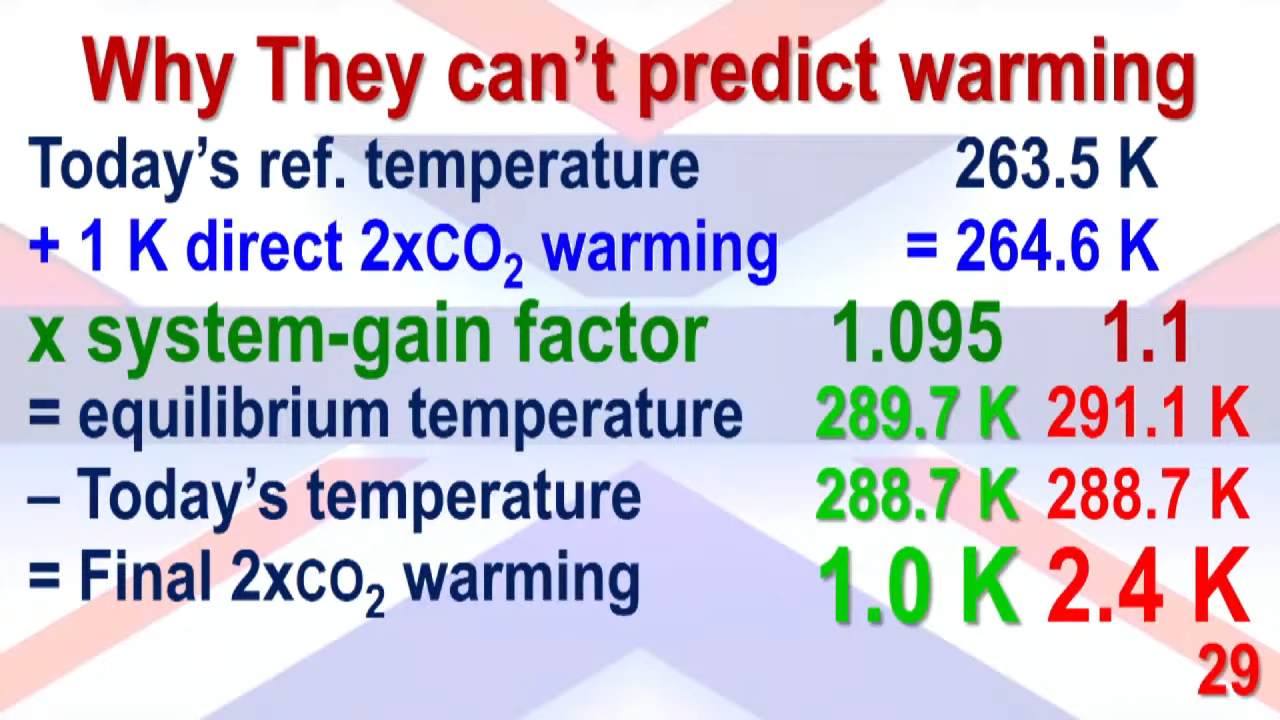 Why They can’t predict warming
Today’s ref. temperature 263.5 K
+ 1 K direct 2xCO₂ warming = 264.6 K
x system-gain factor 1.095 1.1
= equilibrium temperature 289.7 K 291.1 K
– Today’s temperature 288.7 K 288.7 K
= Final 2xCO₂ warming 1.0 K 2.4 K
29